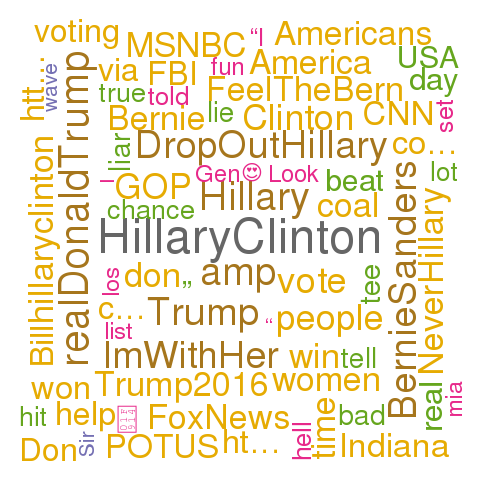 voting
MSNBC
“I
Americans
htt…
wave
via
FBI
fun
America
USA
day
true
told
FeelTheBern
Bernie
lie
Clinton
CNN
set
realDonaldTrump
liar
DropOutHillary
co…
GOP
Gen😍
Look
beat
lot
Billhillaryclinton
chance
Hillary
coal
HillaryClinton
BernieSanders
NeverHillary
los
don
”
amp
vote
tee
c…
Trump
“
people
list
ImWithHer
win
tell
won
Trump2016
women
real
mia
hit
help
FoxNews
time
bad
Don
Sir
POTUS
ht…
hell
Indiana